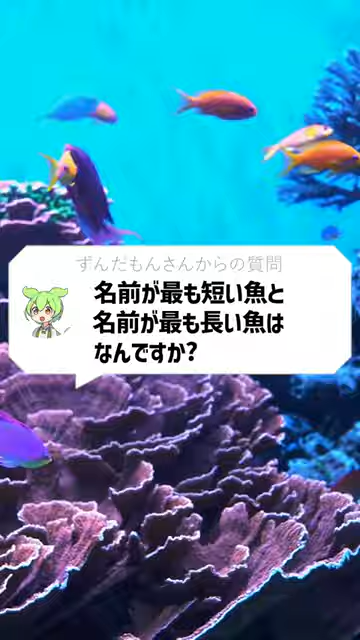 ずんだもんさんからの質問
名前が最も短い魚と
名前が最も長い魚は
なんですか?